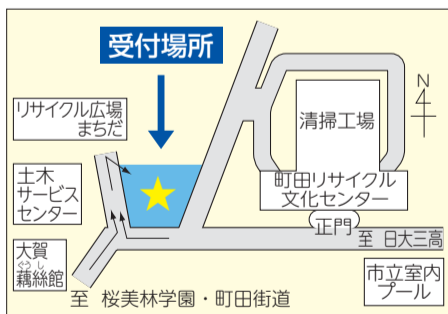 受付場所
N
リサイクル広場
まちだ
清掃工場
土木
サービス
センター
町田リサイクル
文化センター
正門
至 日大三高
大賀
ぐうし
藕絲館
市立室内
プール
至 桜美林学園・町田街道